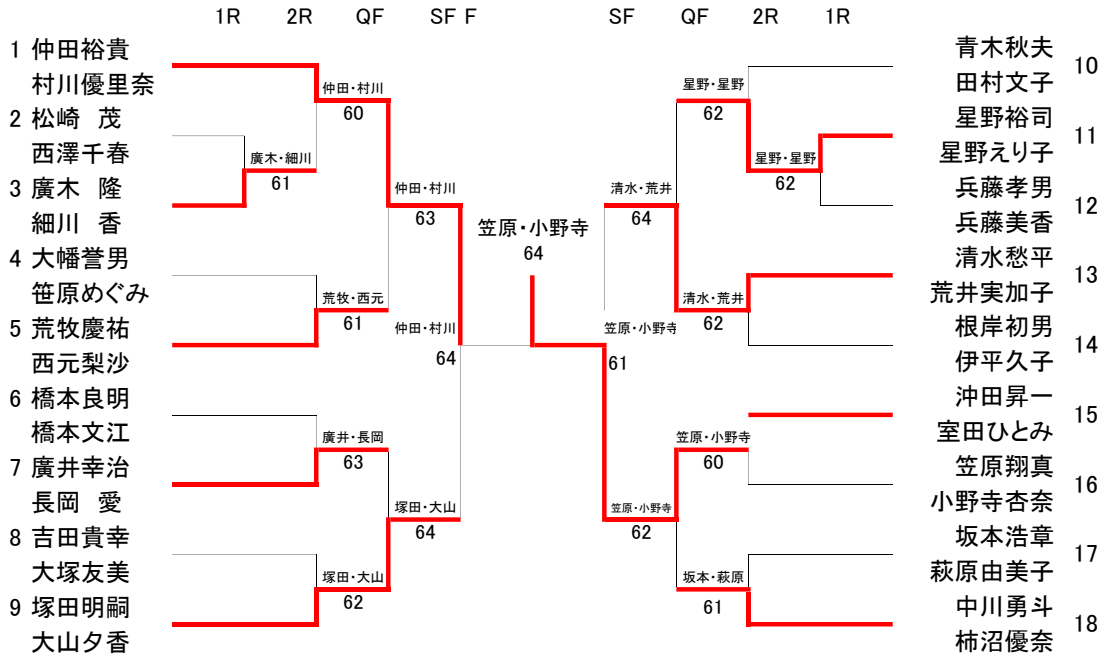 1R 2R QF SF F SF QF 2R 1R
1 仲田裕貴
村川優里奈
2 松崎 茂
西澤千春
3 廣木 隆
細川 香
4 大幡誉男
笹原めぐみ
5 荒牧慶祐
西元梨沙
6 橋本良明
橋本文江
7 廣井幸治
長岡 愛
8 吉田貴幸
大塚友美
9 塚田明嗣
大山夕香
仲田・村川
60
廣木・細川
61
仲田・村川
63
荒牧・西元
61
仲田・村川
64
廣井・長岡
63
塚田・大山
64
塚田・大山
62
笠原・小野寺
64
星野・星野
62
星野・星野
62
清水・荒井
64
清水・荒井
62
笠原・小野寺
61
笠原・小野寺
60
笠原・小野寺
62
坂本・萩原
61
青木秋夫
田村文子 10
星野裕司
星野えり子 11
兵藤孝男
兵藤美香 12
清水愁平
荒井実加子 13
根岸初男
伊平久子 14
沖田昇一
室田ひとみ 15
笠原翔真
小野寺杏奈 16
坂本浩章
萩原由美子 17
中川勇斗
柿沼優奈 18